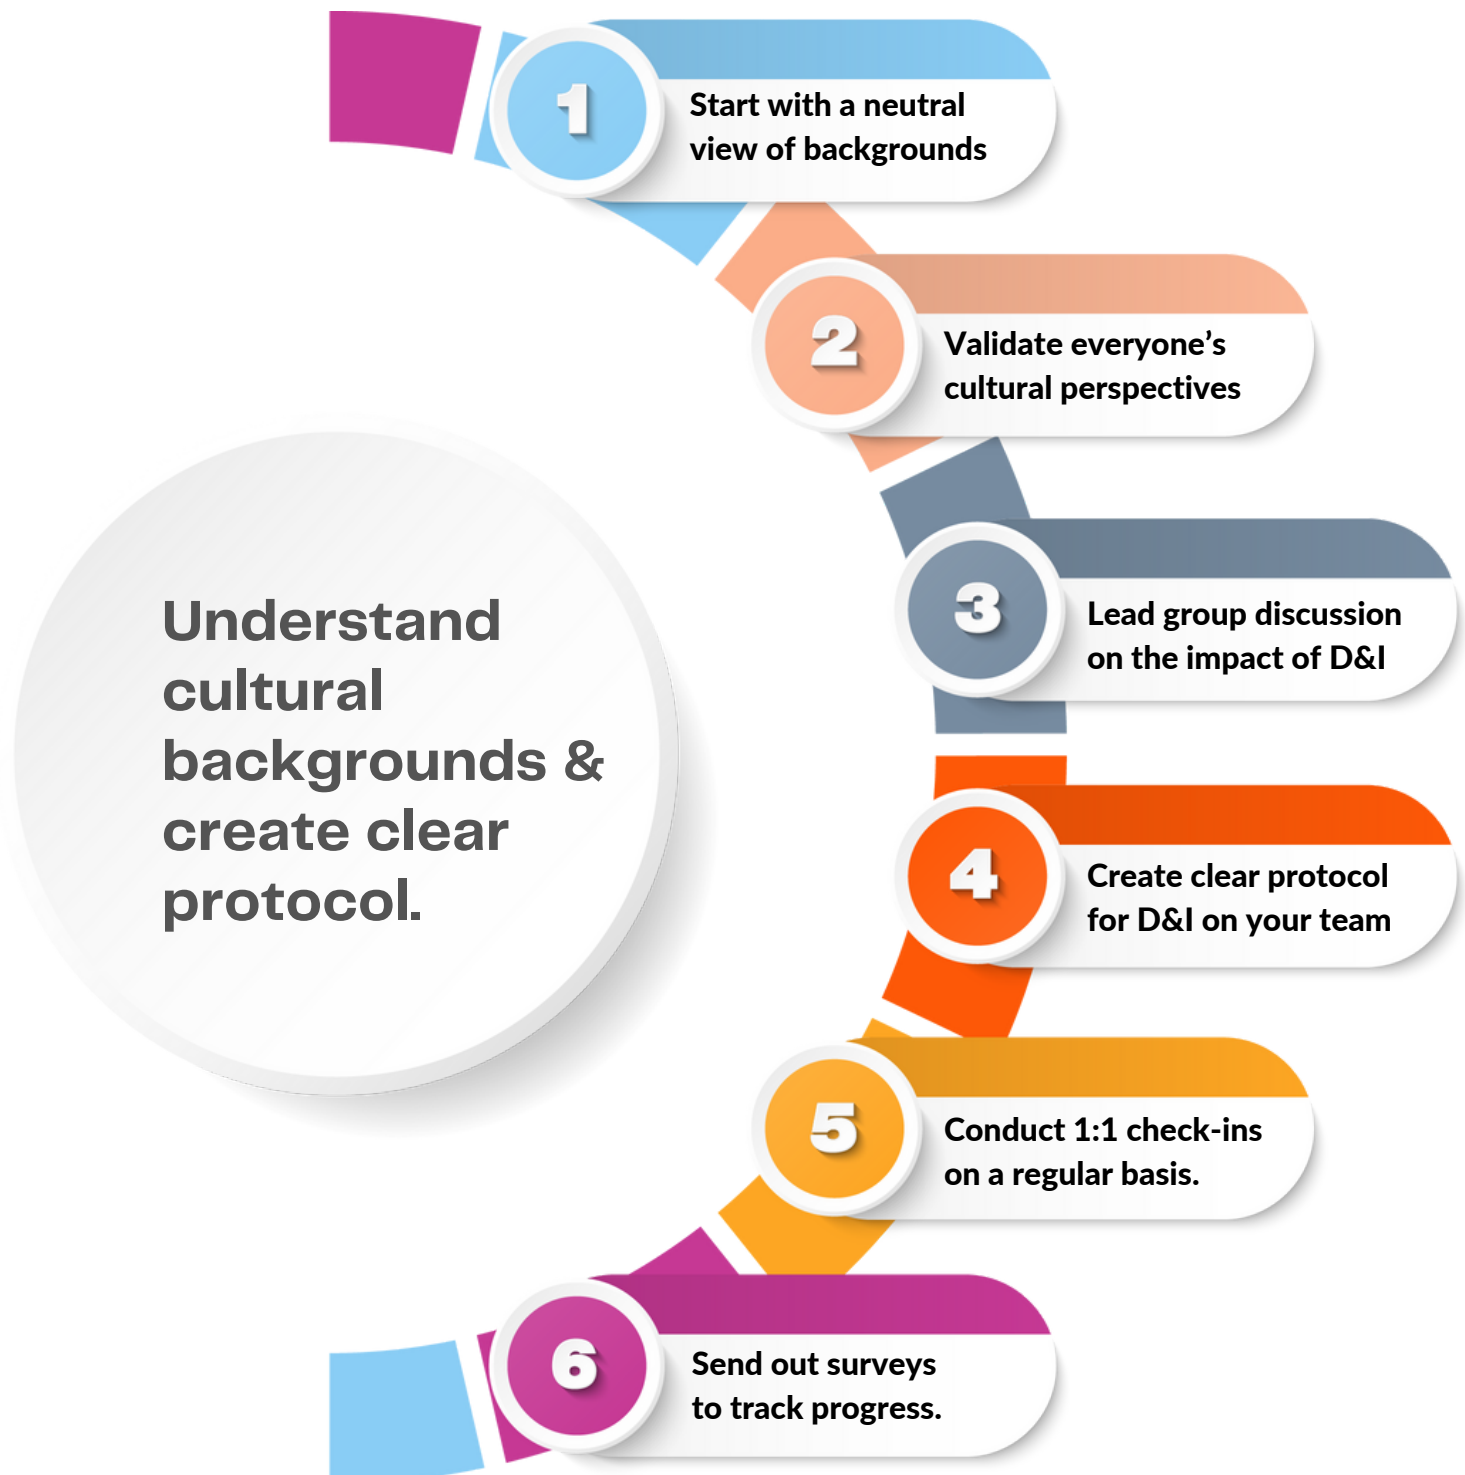 Understand
cultural
backgrounds &
create clear
protocol.
1
Start with a neutral
view of backgrounds
2
Validate everyone’s
cultural perspectives
3
Lead group discussion
on the impact of D&I
4
Create clear protocol
for D&I on your team
5
Conduct 1:1 check-ins
on a regular basis.
6
Send out surveys
to track progress.